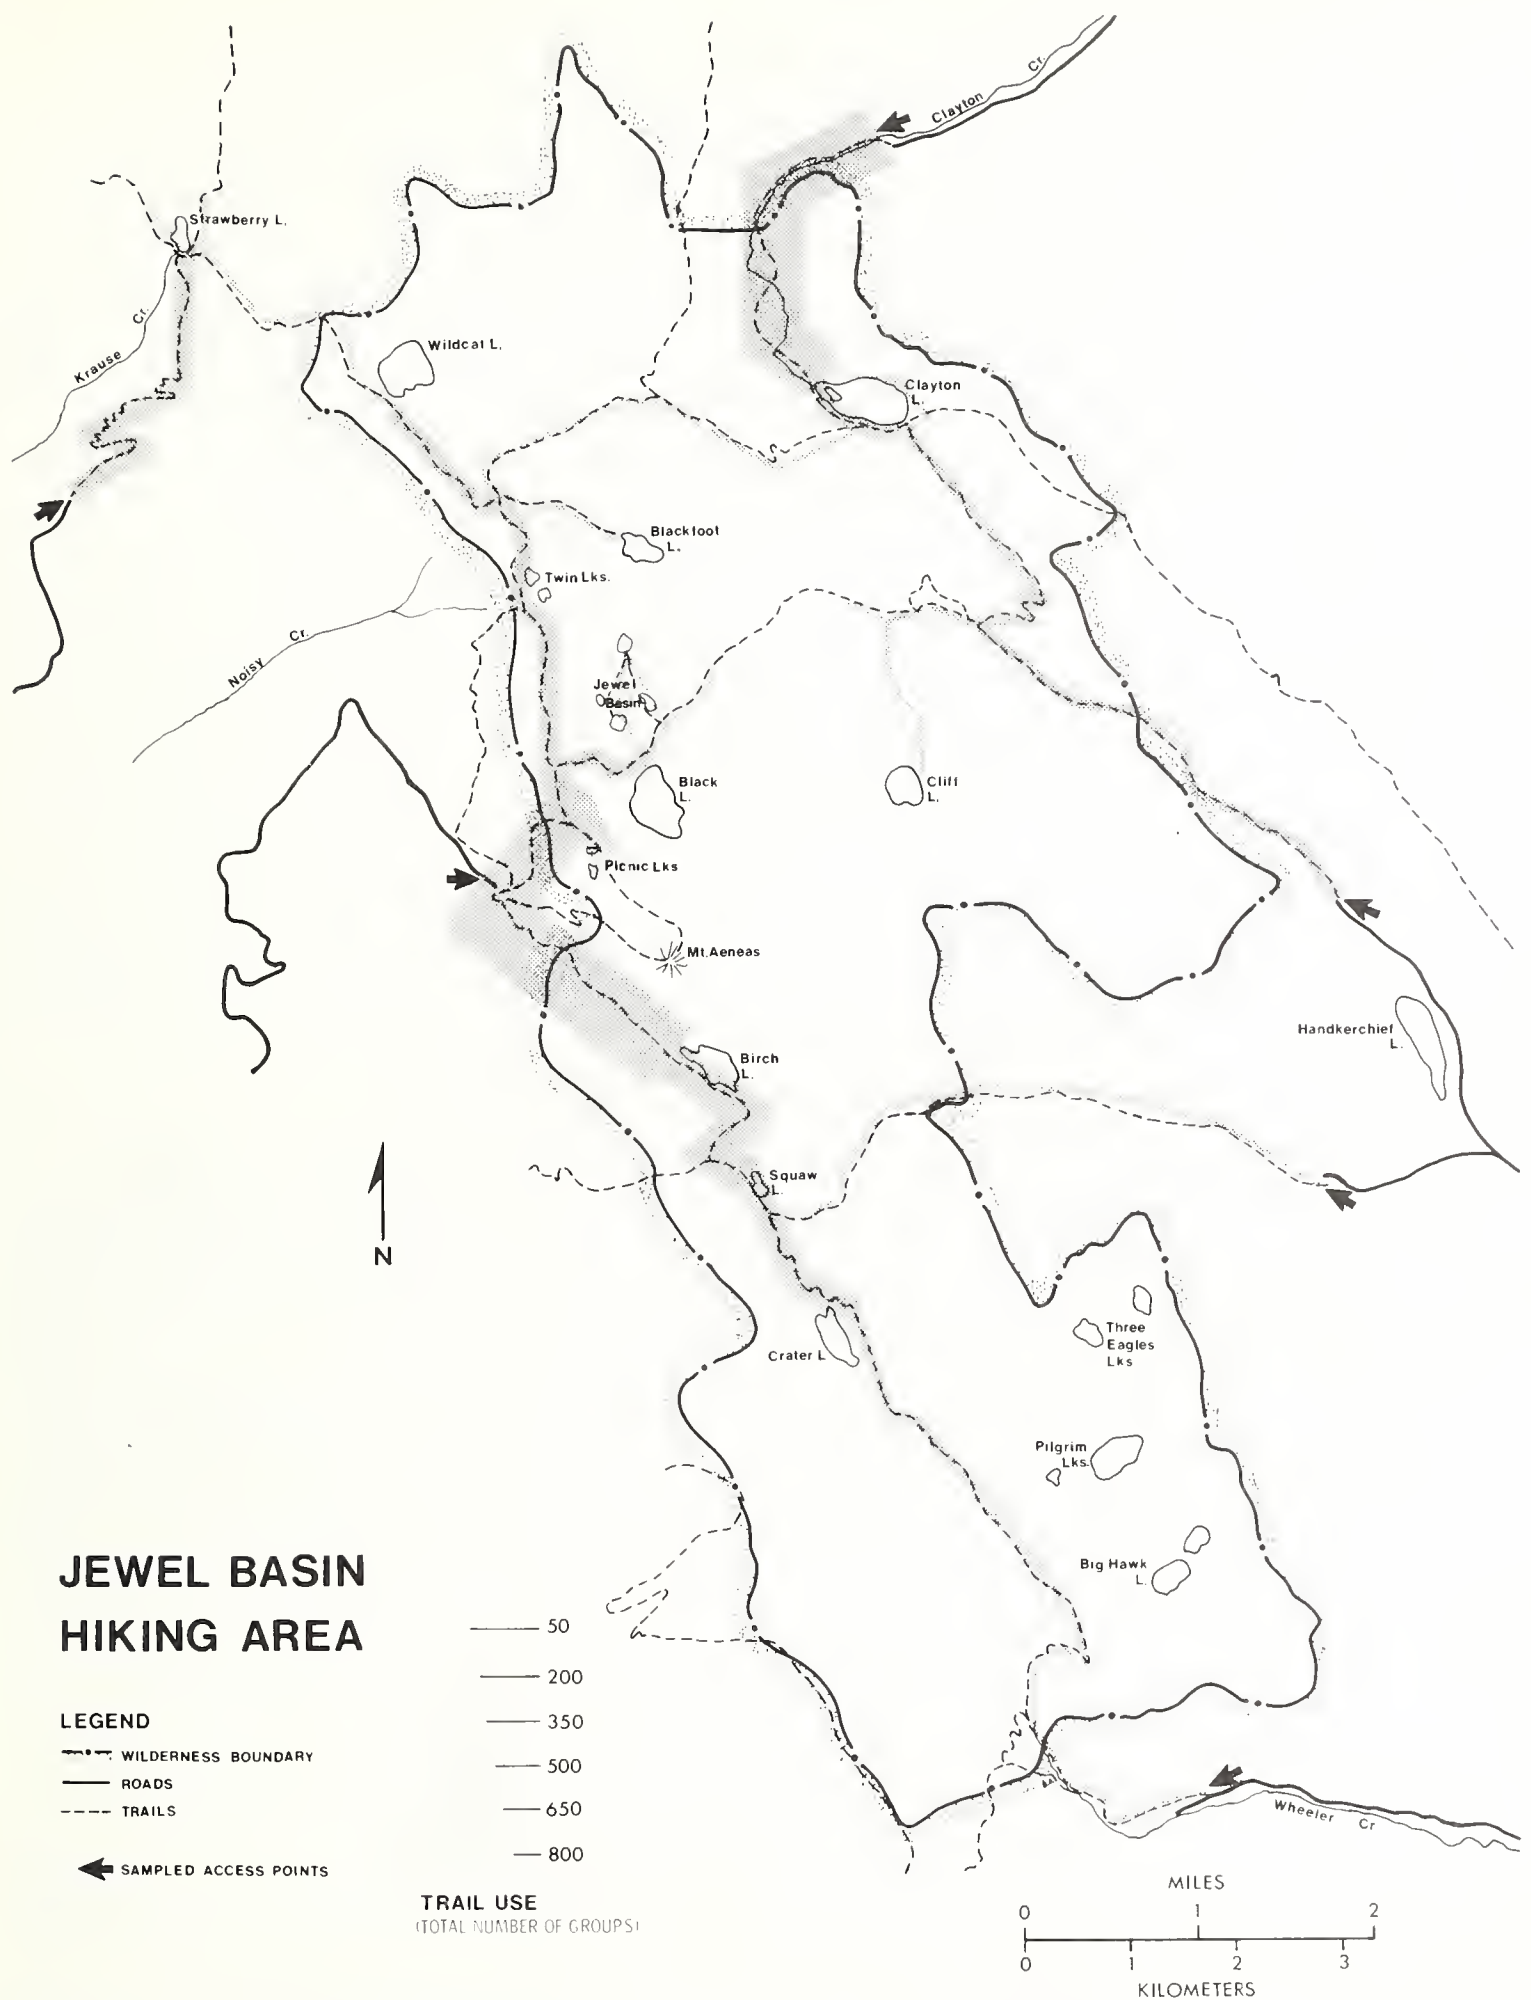 Clayton Cr.
Strawberry L.
Krause Cr.
Wildcat L.
Clayton
L.
Blackfoot
L.
Twin Lks.
Noisy Cr.
Jewel
Basin
Black
L.
Cliff
L.
Picnic Lks
Mt. Aeneas
Handkerchief
L.
Birch
L.
Squaw
L.
N
Three
Eagles
Lks
Crater L
Pilgrim
Lks.
Big Hawk
L.
JEWEL BASIN
HIKING AREA
LEGEND
WILDERNESS BOUNDARY
ROADS
TRAILS
SAMPLED ACCESS POINTS
50
200
350
500
650
800
TRAIL USE
(TOTAL NUMBER OF GROUPS)
Wheeler Cr
MILES
0 1 2
0 1 2 3
KILOMETERS